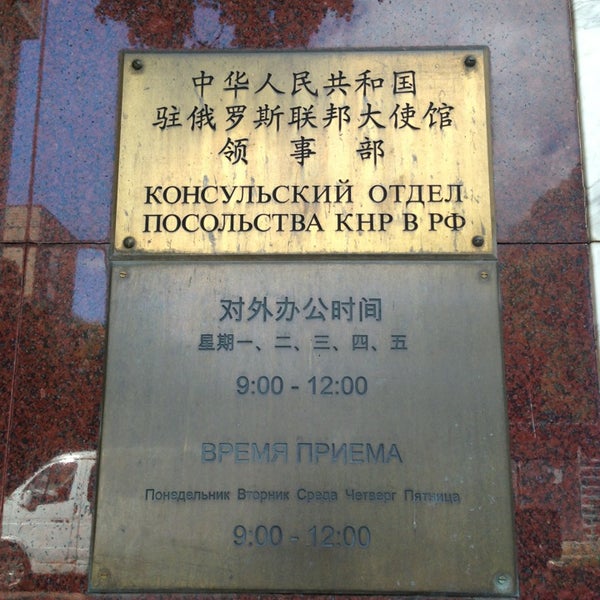 中华人民共和国
驻俄罗斯联邦大使馆
领 事 部
КОНСУЛЬСКИЙ ОТДЕЛ
ПОСОЛЬСТВА КНР В РФ
对外办公时间
星期一、二、三、四、五
9:00 - 12:00
ВРЕМЯ ПРИЕМА
Понедельник Вторник Среда Четверг Пятница
9:00 - 12:00